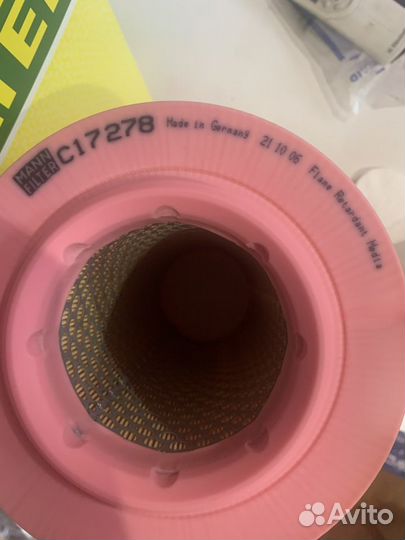 MANN
FILTER
C17278 Made in Germany 21 10 06 Flame Retardant Media
Avito